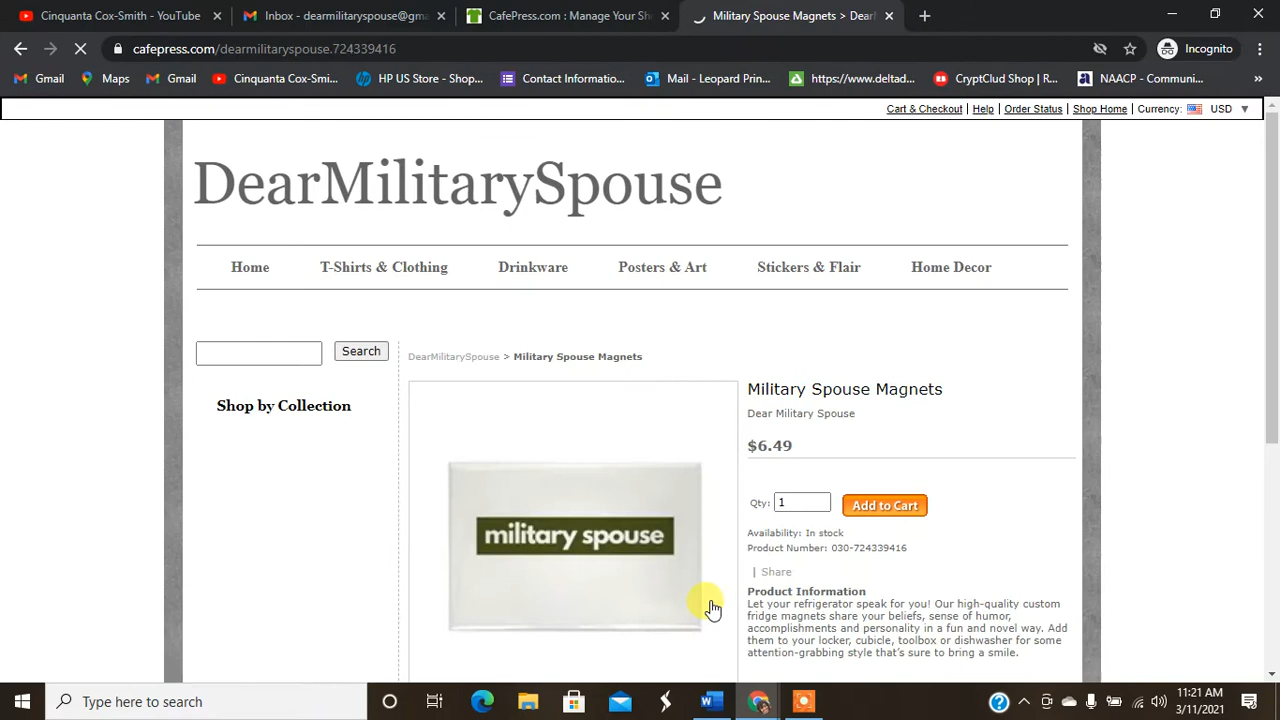 Cinquanta Cox-Smith - YouTube
Inbox - dearmilitaryspouse@gm
CafePress.com : Manage Your Sh
Military Spouse Magnets > Dear
cafepress.com/dearmilitaryspouse.724339416
Incognito
Gmail
Maps
Gmail
Cinquanta Cox-Smi...
HP US Store - Shop...
Contact Informatio...
Mail - Leopard Prin...
https://www.deltad...
CryptClud Shop | R...
NAACP - Communi...
»
Cart & Checkout | Help | Order Status | Shop Home | Currency: USD ▼
DearMilitarySpouse
Home
T-Shirts & Clothing
Drinkware
Posters & Art
Stickers & Flair
Home Decor
Search
DearMilitarySpouse > Military Spouse Magnets
Shop by Collection
military spouse
Military Spouse Magnets
Dear Military Spouse
$6.49
Qty: 1 Add to Cart
Availability: In stock
Product Number: 030-724339416
| Share
Product Information
Let your refrigerator speak for you! Our high-quality custom
fridge magnets share your beliefs, sense of humor,
accomplishments and personality in a fun and novel way. Add
them to your locker, cubicle, toolbox or dishwasher for some
attention-grabbing style that's sure to bring a smile.
Type here to search
11:21 AM
3/11/2021